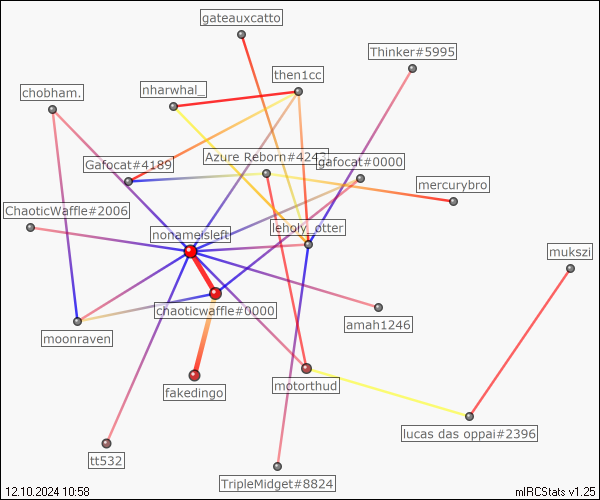 gateauxcatto
Thinker#5995
then1cc
chobham.
nharwhal_
Azure Reborn#4243
gafocat#0000
Gafocat#4189
mercurybro
ChaoticWaffle#2006
nonameisleft
leholy_otter
mukszi
chaoticwaffle#0000
amah1246
moonraven
fakedingo
motorthud
lucas das oppai#2396
tt532
TripleMidget#8824
12.10.2024 10:58
mIRCStats v1.25